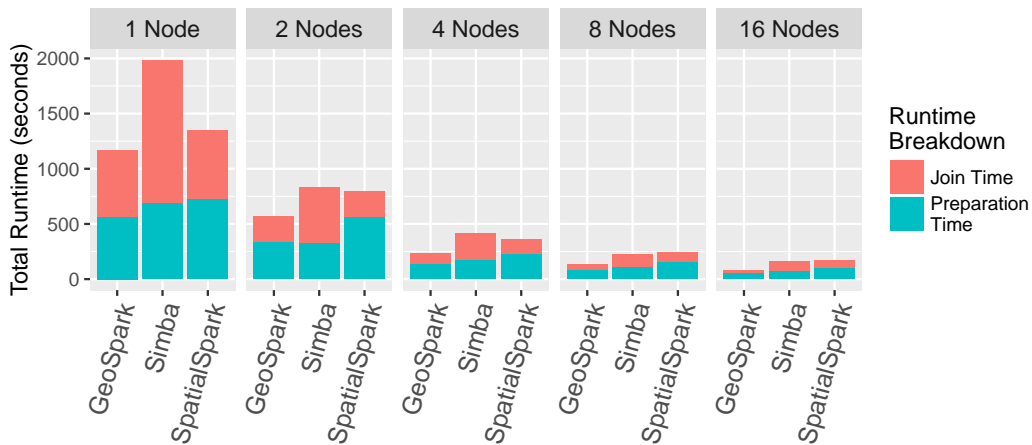 1 Node
2 Nodes
4 Nodes
8 Nodes
16 Nodes
Total Runtime (seconds)
2000
1500
1000
500
0
GeoSpark
Simba
SpatialSpark
GeoSpark
Simba
SpatialSpark
GeoSpark
Simba
SpatialSpark
GeoSpark
Simba
SpatialSpark
GeoSpark
Simba
SpatialSpark
Runtime
Breakdown
Join Time
Preparation
Time